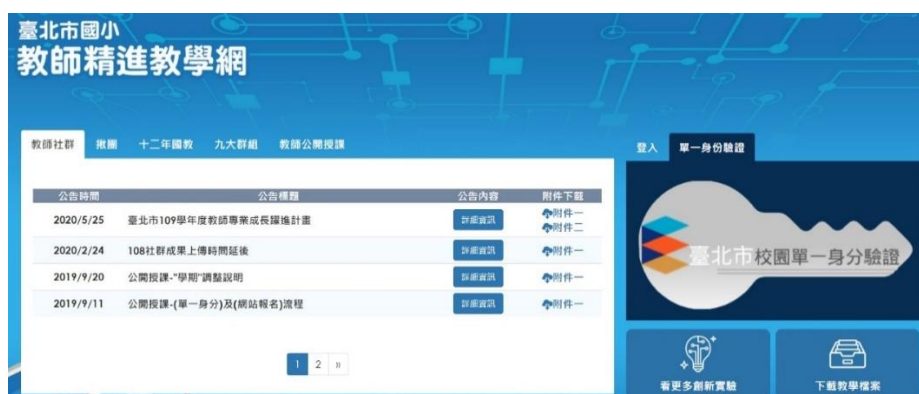 臺北市國小
教師精進教學網
教師社群 揪團 十二年國教 九大群組 教師公開授課
登入 單一身份驗證
公告時間 公告標題 公告內容 附件下載
2020/5/25 臺北市109學年度教師專業成長躍進計畫 詳細資訊 附件一
附件二
2020/2/24 108社群成果上傳時間延後 詳細資訊 附件一
2019/9/20 公開授課-"學期"調整說明 詳細資訊 附件一
2019/9/11 公開授課-(單一身分)及(網站報名)流程 詳細資訊 附件一
臺北市校園單一身分驗證
1 2 »
看更多創新實驗 下載教學檔案